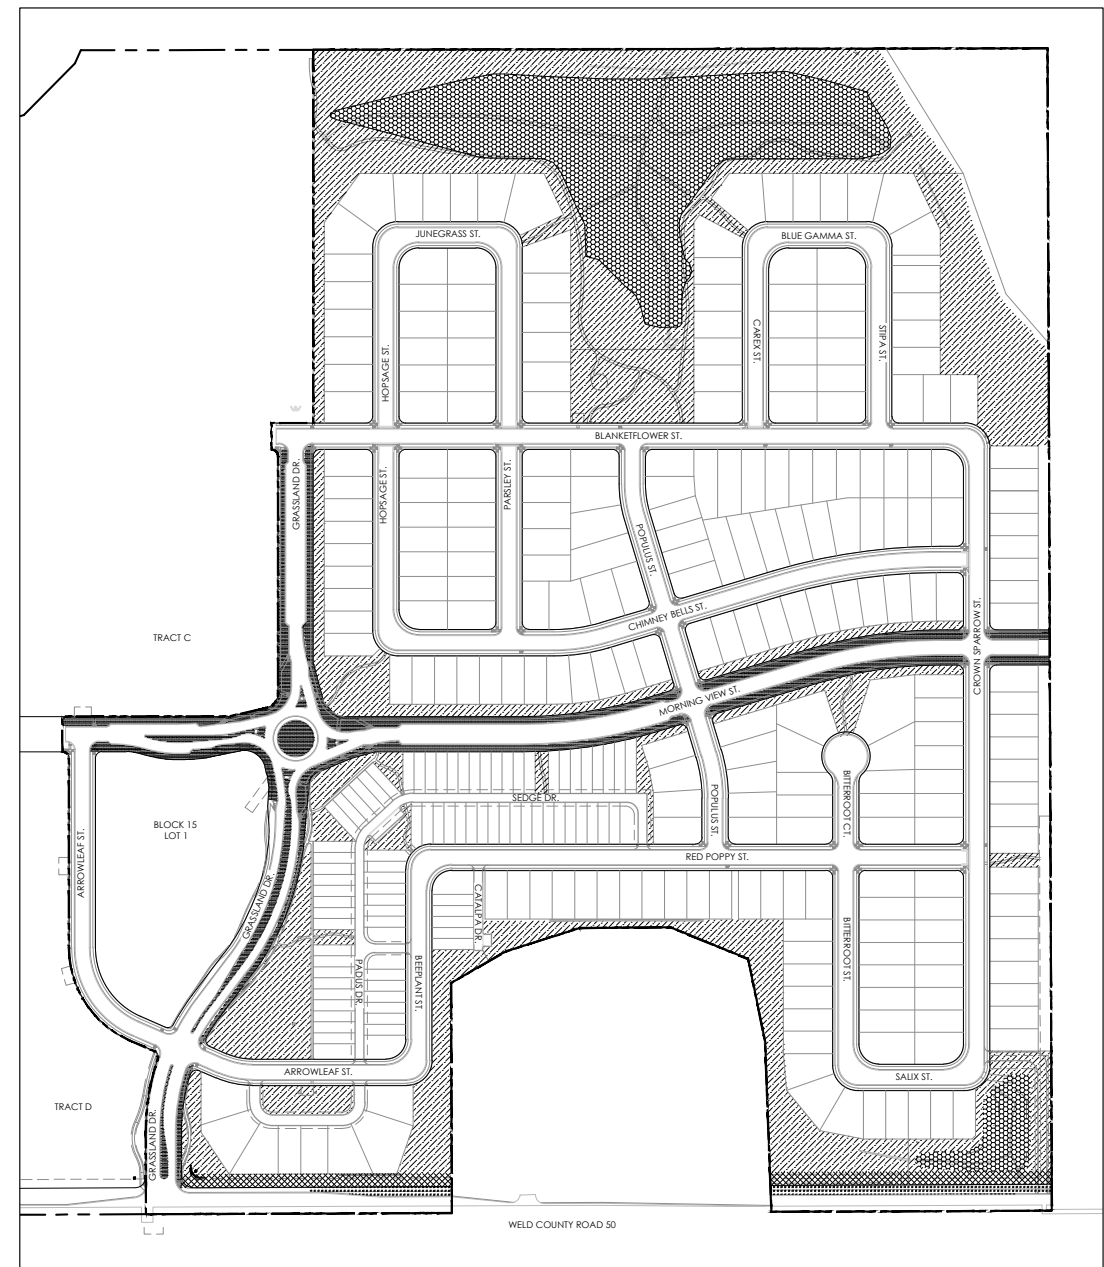 JUNEGRASS ST.
BLUE GAMMA ST.
HOPSAGE ST.
CAREX ST.
STIPA ST.
BLANKETFLOWER ST.
GRASSLAND DR.
HOPSAGE ST.
PARSLEY ST.
POPULUS ST.
CHIMNEY BELLS ST.
TRACT C
CROWN SPARROW ST.
MORNING VIEW ST.
SEDGE DR.
BITTERROOT CT.
POPULUS ST.
BLOCK 15
LOT 1
ARROWLEAF ST.
RED POPPY ST.
GRASSLAND DR.
CATALPA DR.
BITTERROOT ST.
PADUS DR.
BEEPLANT ST.
ARROWLEAF ST.
SALIX ST.
TRACT D
GRASSLAND DR.
WELD COUNTY ROAD 50